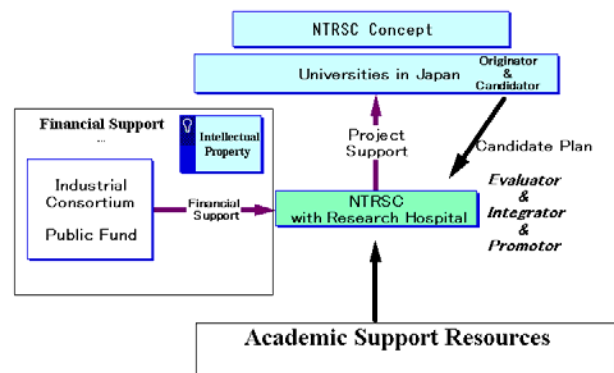 NTRSC Concept
Universities in Japan
Originator
&
Candidator
Financial Support
...
Intellectual
Property
Project
Support
Candidate Plan
Industrial
Consortium
Public Fund
Financial
Support
NTRSC
with Research Hospital
Evaluator
&
Integrator
&
Promotor
Academic Support Resources